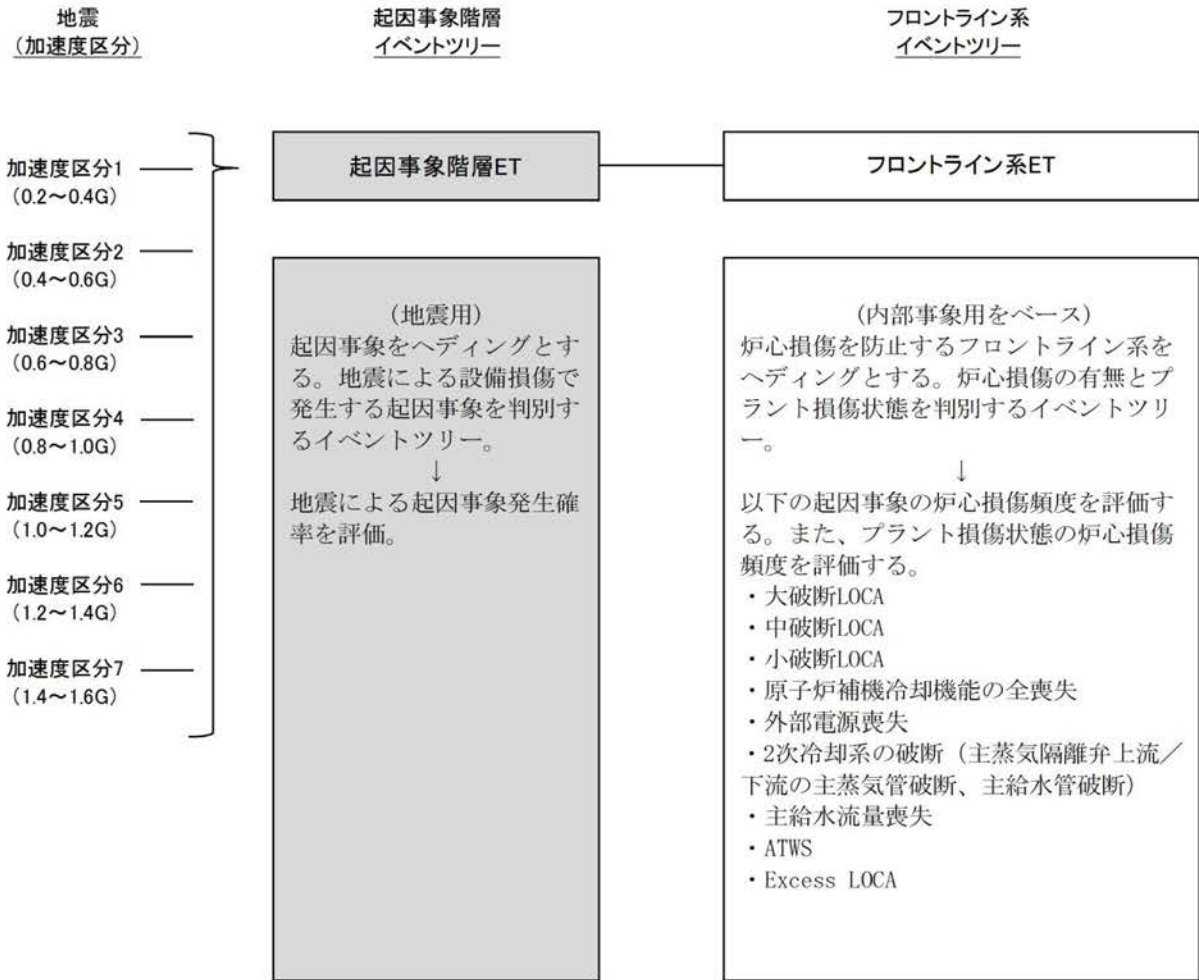 地震
(加速度区分)
起因事象階層
イベントツリー
フロントライン系
イベントツリー
加速度区分1
(0.2～0.4G)
加速度区分2
(0.4～0.6G)
加速度区分3
(0.6～0.8G)
加速度区分4
(0.8～1.0G)
加速度区分5
(1.0～1.2G)
加速度区分6
(1.2～1.4G)
加速度区分7
(1.4～1.6G)
起因事象階層ET
フロントライン系ET
(地震用)
起因事象をヘディングとす
る。地震による設備損傷で
発生する起因事象を判別す
るイベントツリー。
↓
地震による起因事象発生確
率を評価。
(内部事象用をベース)
炉心損傷を防止するフロントライン系を
ヘディングとする。炉心損傷の有無とプ
ラント損傷状態を判別するイベントツリ
ー。
↓
以下の起因事象の炉心損傷頻度を評価す
る。また、プラント損傷状態の炉心損傷
頻度を評価する。
・大破断LOCA
・中破断LOCA
・小破断LOCA
・原子炉補機冷却機能の全喪失
・外部電源喪失
・2次冷却系の破断（主蒸気隔離弁上流／
下流の主蒸気管破断、主給水管破断）
・主給水流量喪失
・ATWS
・Excess LOCA